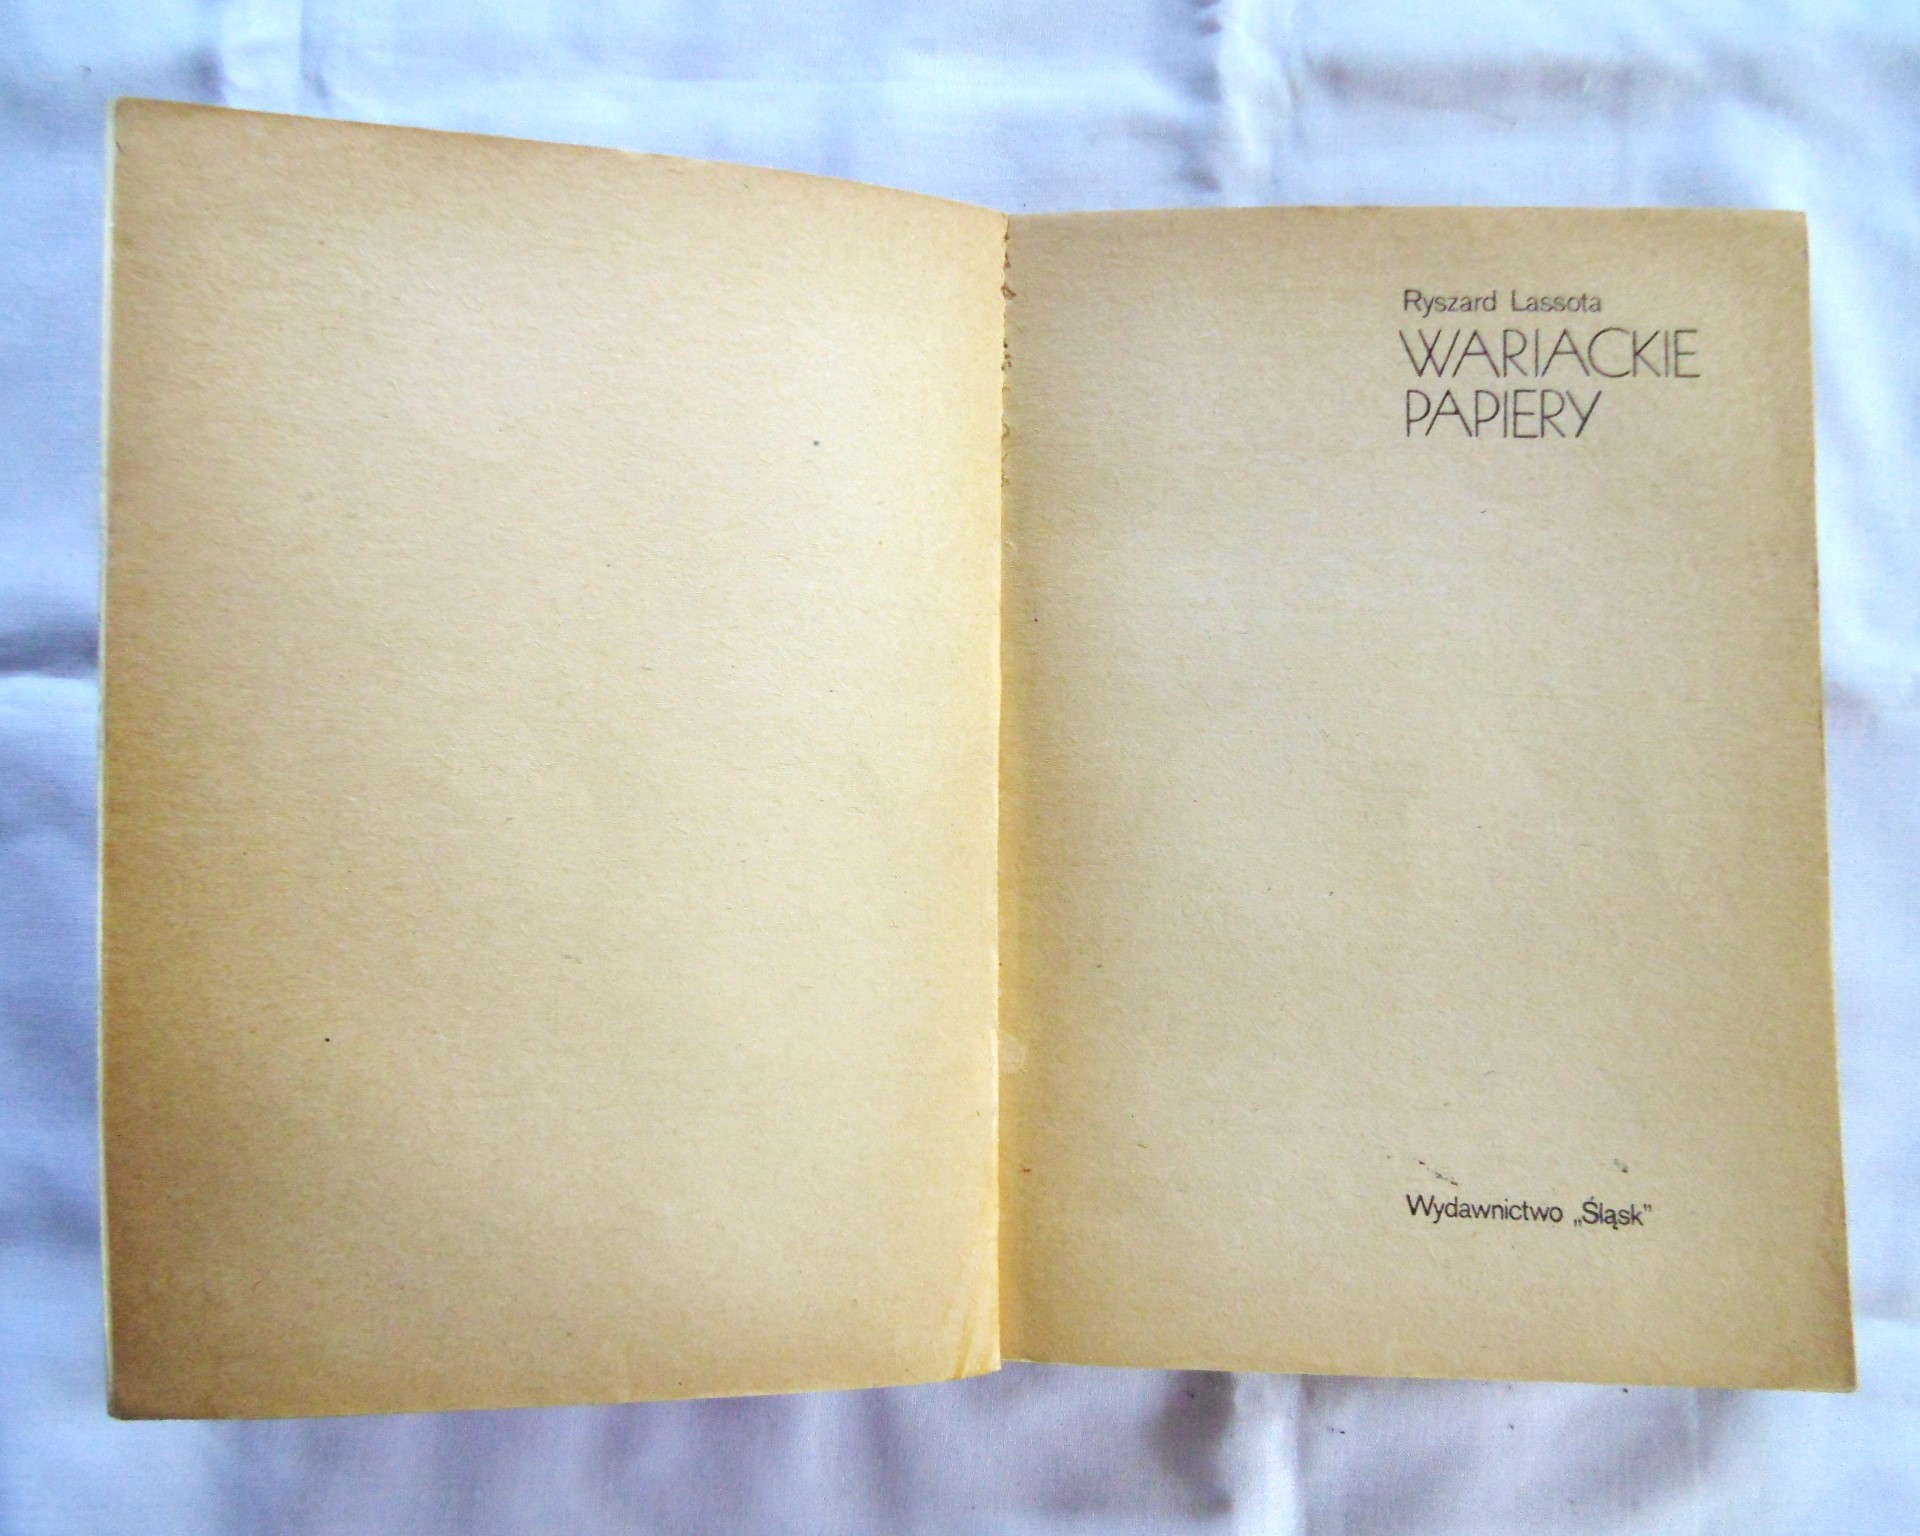 Ryszard Lassota
WARIACKIE
PAPIERY
Wydawnictwo „Śląsk”